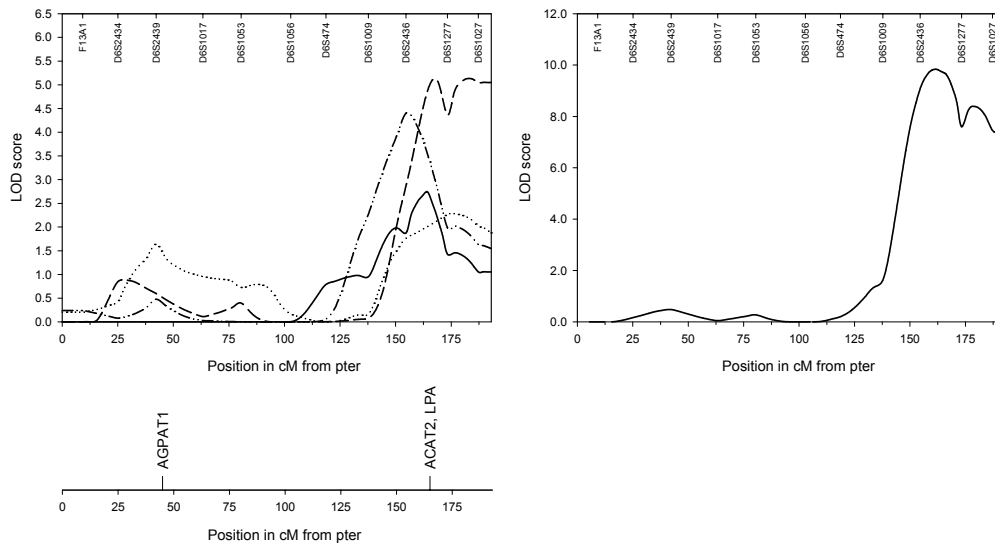 6.5
6.0
5.5
5.0
4.5
4.0
3.5
3.0
2.5
2.0
1.5
1.0
0.5
0.0
LOD score
F13A1
D6S2434
D6S2439
D6S1017
D6S1053
D6S1056
D6S474
D6S1009
D6S2436
D6S1277
D6S1027
0 25 50 75 100 125 150 175
Position in cM from pter
12.0
10.0
8.0
6.0
4.0
2.0
0.0
LOD score
F13A1
D6S2434
D6S2439
D6S1017
D6S1053
D6S1056
D6S474
D6S1009
D6S2436
D6S1277
D6S1027
0 25 50 75 100 125 150 175
Position in cM from pter
AGPAT1
ACAT2, LPA
0 25 50 75 100 125 150 175
Position in cM from pter